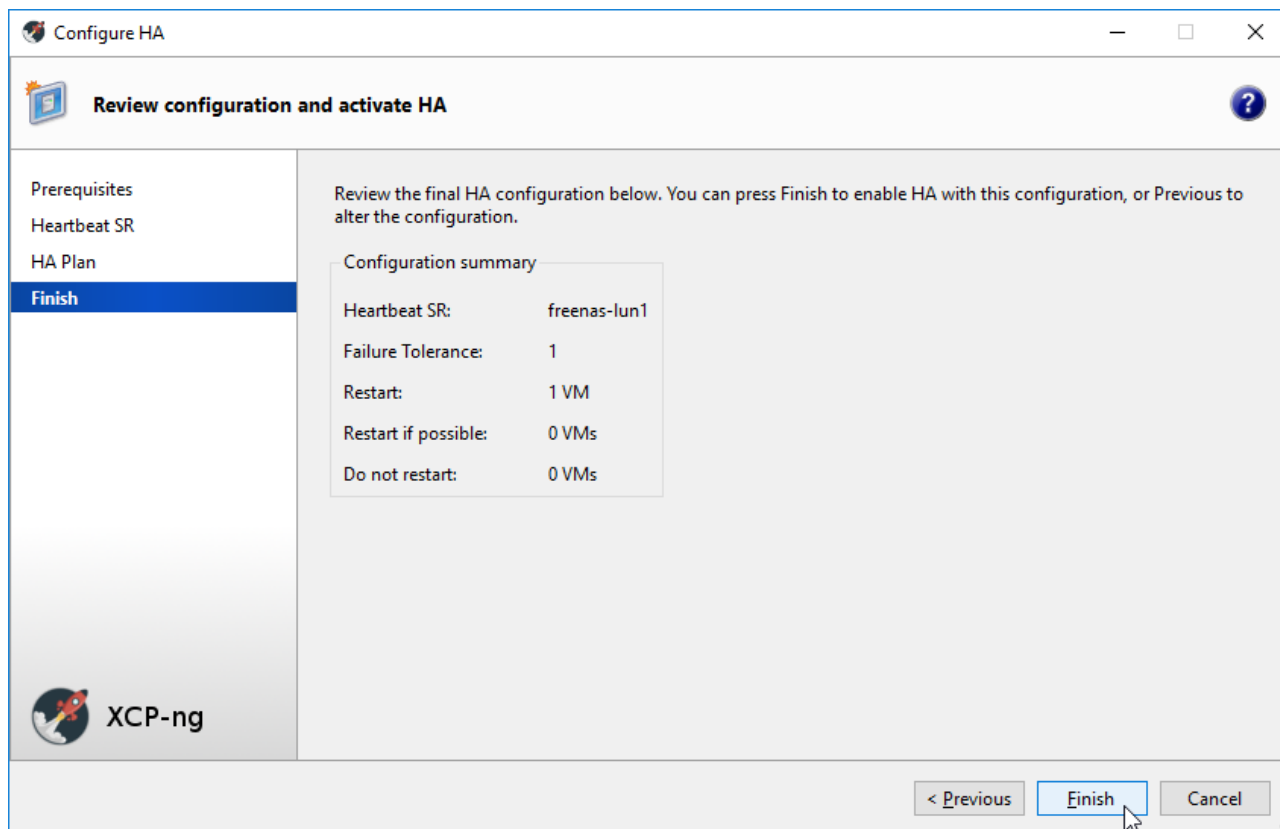 Configure HA
Review configuration and activate HA
?
Prerequisites
Heartbeat SR
HA Plan
Finish
Review the final HA configuration below. You can press Finish to enable HA with this configuration, or Previous to
alter the configuration.
Configuration summary
Heartbeat SR: freenas-lun1
Failure Tolerance: 1
Restart: 1 VM
Restart if possible: 0 VMs
Do not restart: 0 VMs
XCP-ng
< Previous Finish Cancel